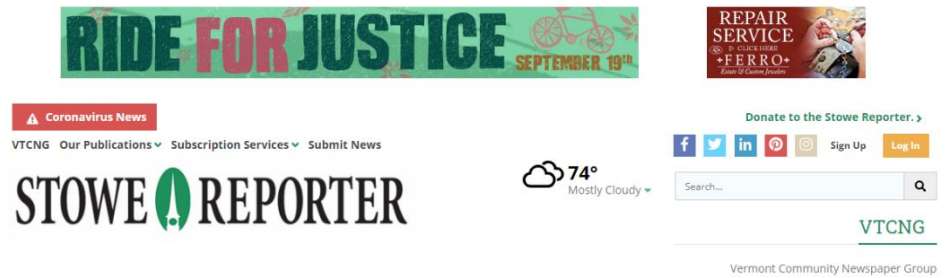 RIDE FOR JUSTICE
SEPTEMBER 19TH
REPAIR
SERVICE
CLICK HERE
FERRO
Estate & Custom Jewelers
Coronavirus News
Donate to the Stowe Reporter. ›
VTCNG Our Publications Subscription Services Submit News
Sign Up Log In
STOWE REPORTER
74°
Mostly Cloudy
Search...
VTCNG
Vermont Community Newspaper Group